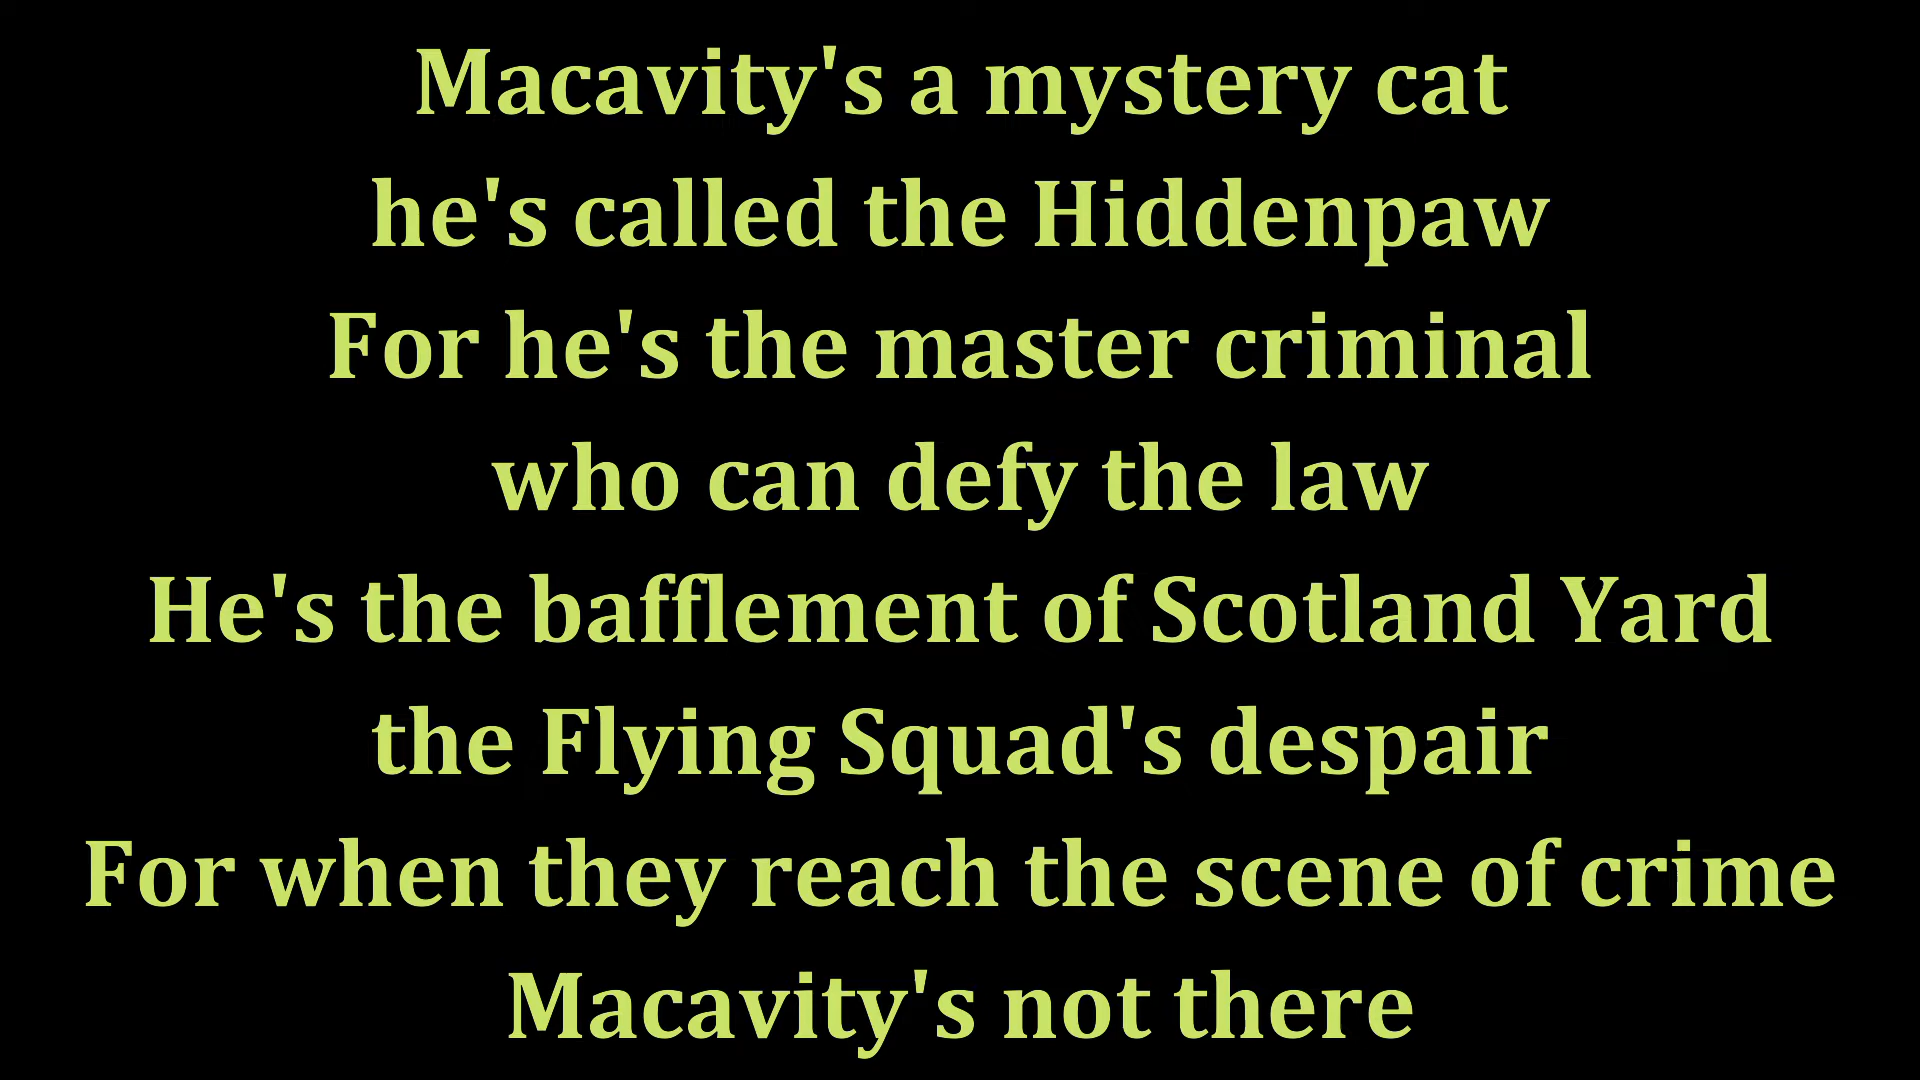 Macavity's a mystery cat
he's called the Hiddenpaw
For he's the master criminal
who can defy the law
He's the bafflement of Scotland Yard
the Flying Squad's despair
For when they reach the scene of crime
Macavity's not there